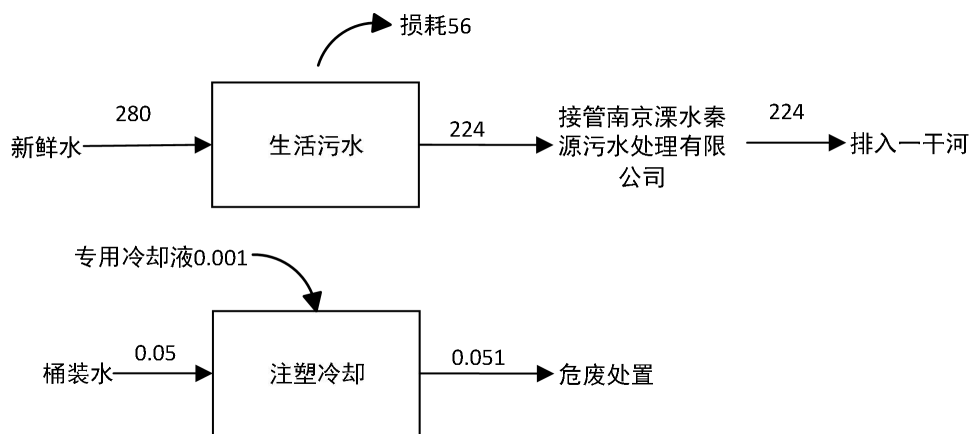 损耗56
280
224
224
新鲜水
生活污水
接管南京溧水秦
源污水处理有限
公司
排入一干河
专用冷却液0.001
0.05
0.051
桶装水
注塑冷却
危废处置